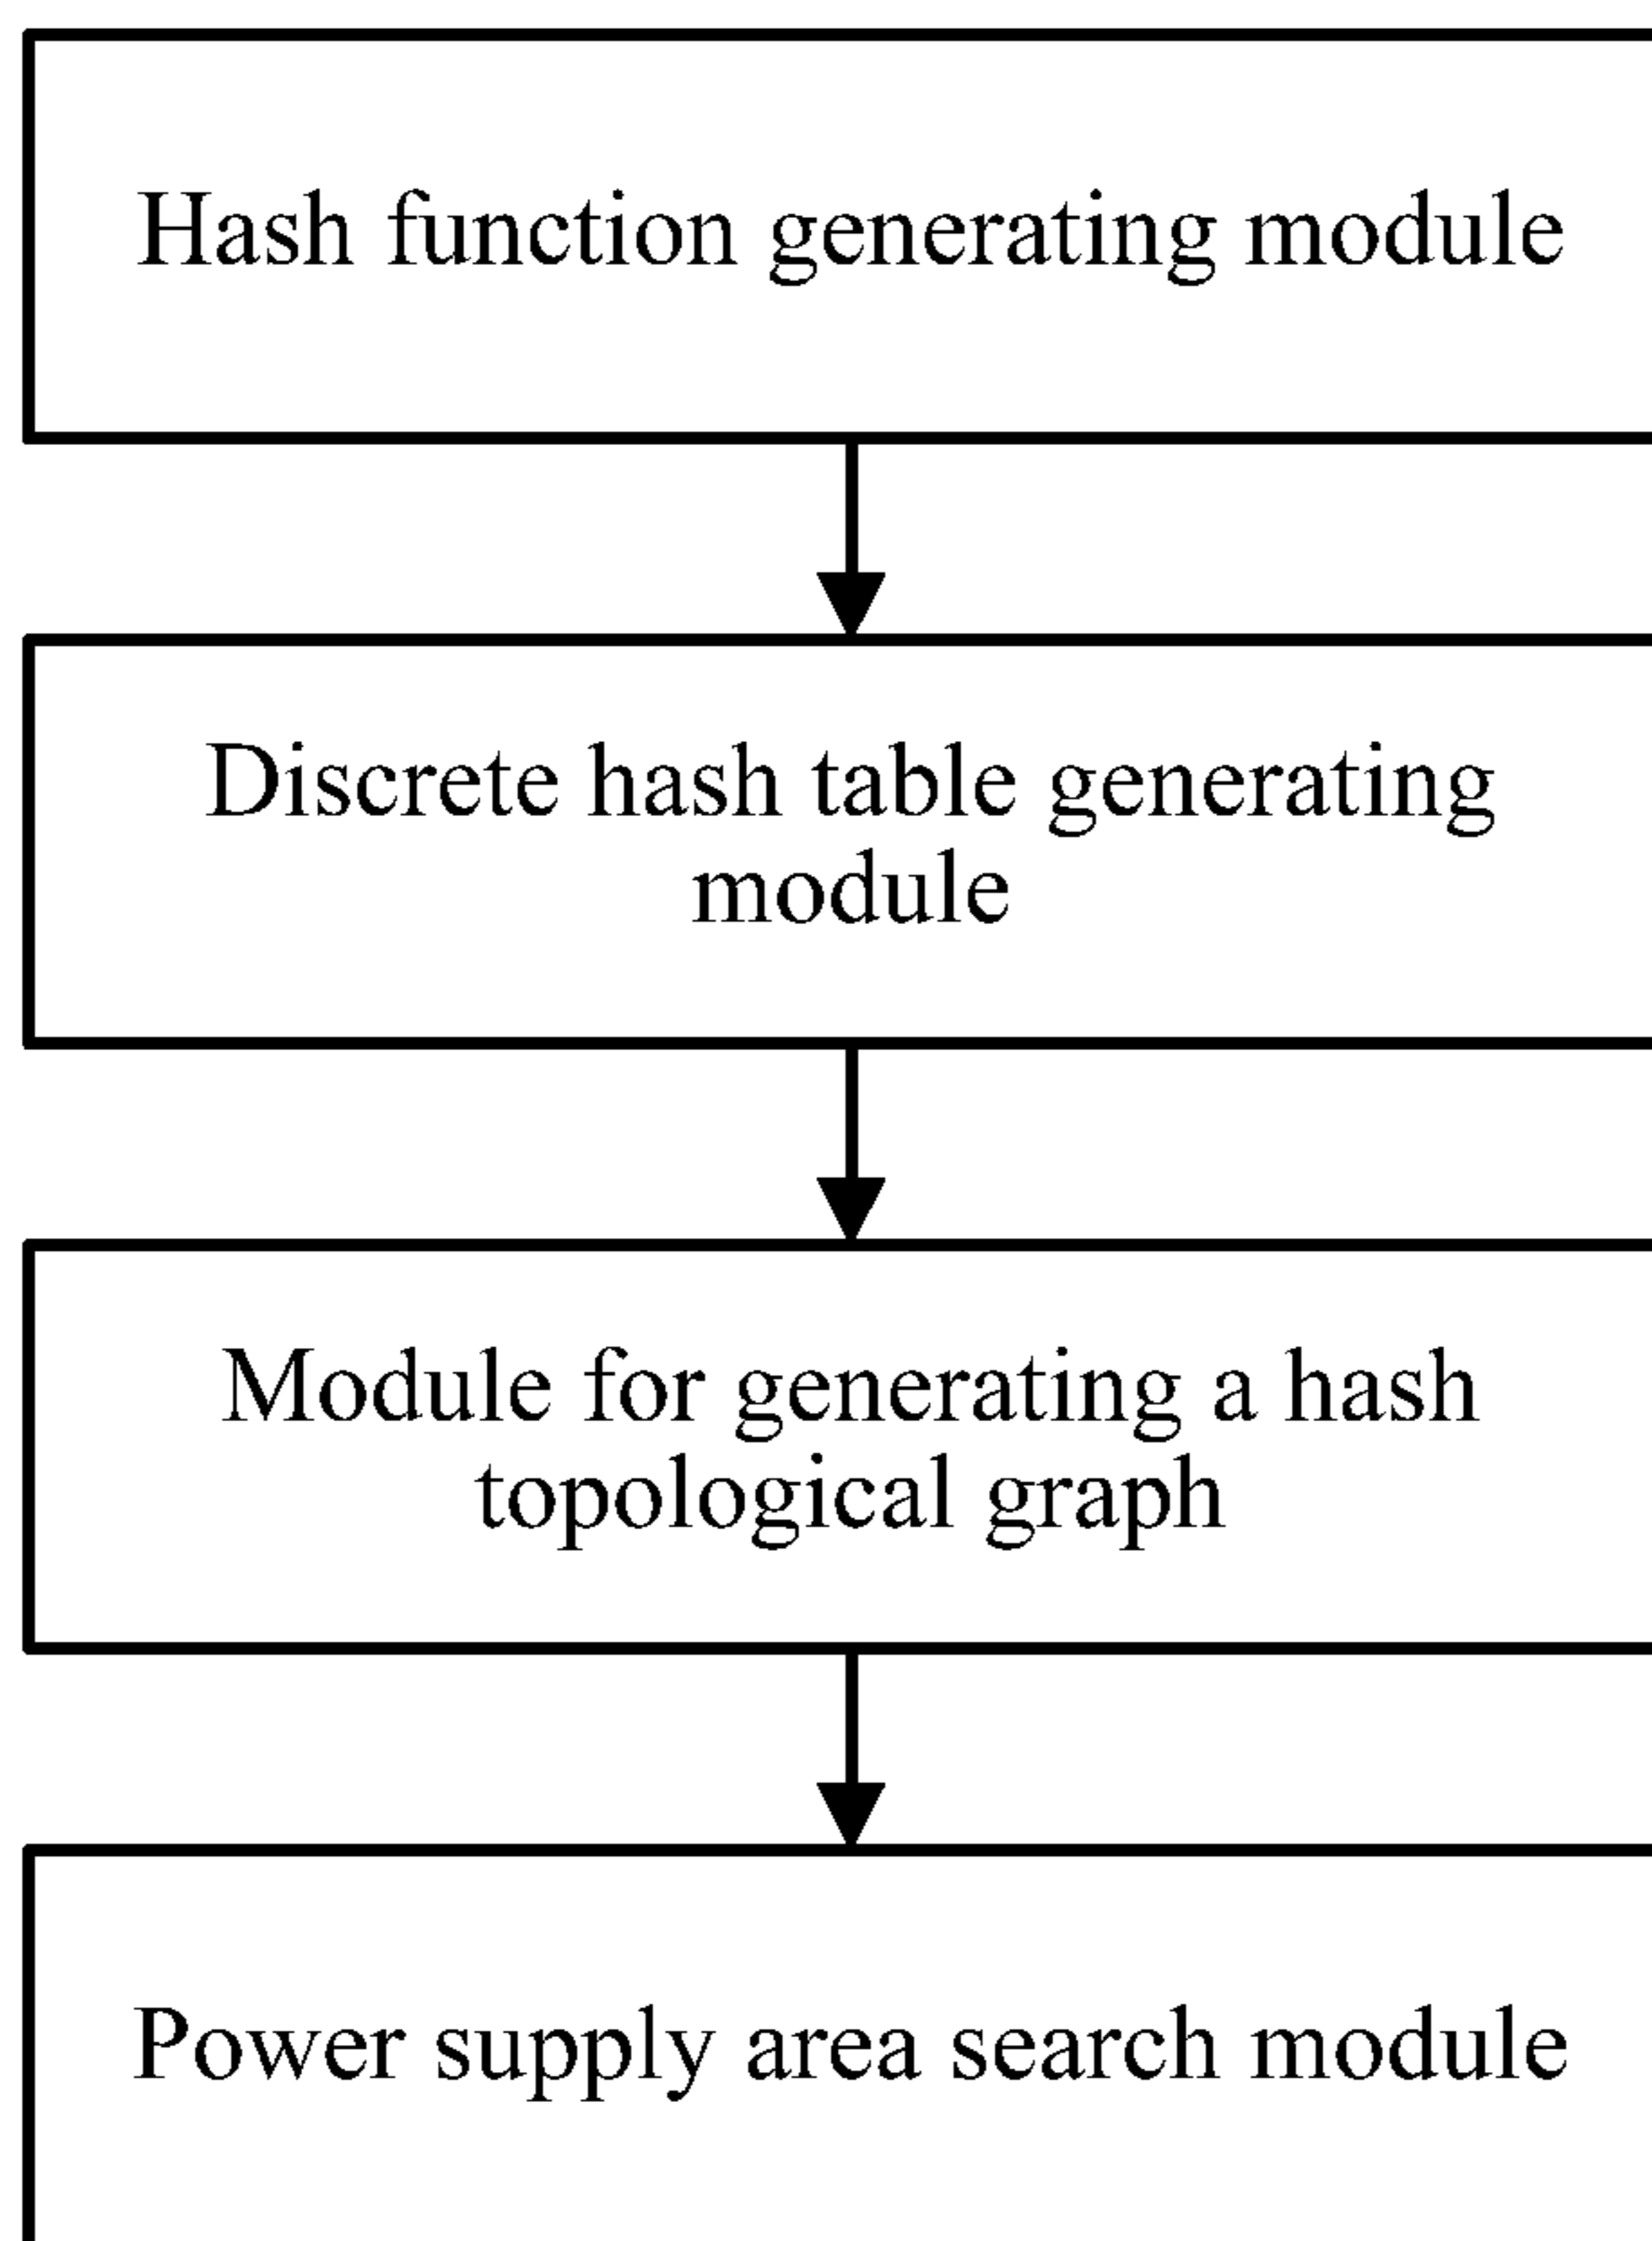 Hash function generating module
Discrete hash table generating
module
Module for generating a hash
topological graph
Power supply area search module